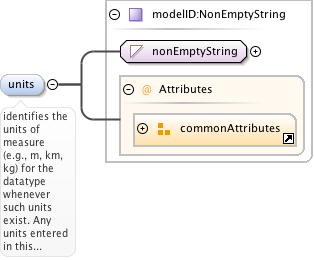 modelID:NonEmptyString
nonEmptyString
@ Attributes
commonAttributes
units
identifies the
units of
measure
(e.g., m, km,
kg) for the
datatype
whenever
such units
exist. Any
units entered
in this...